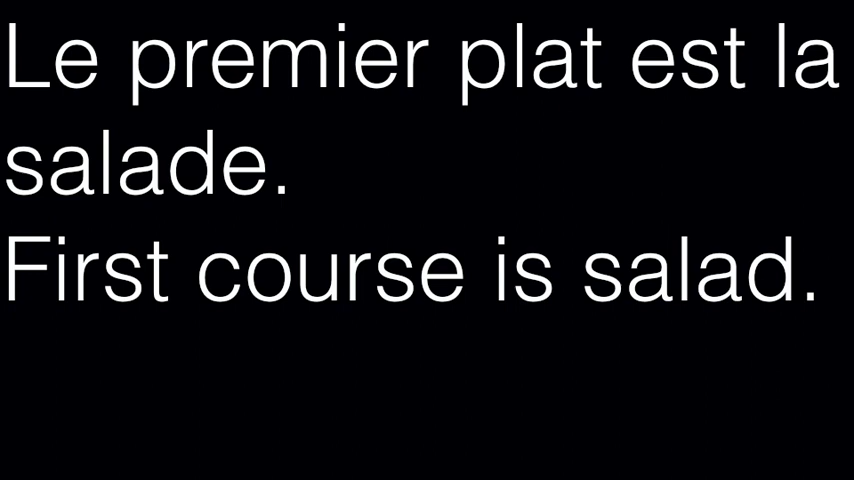 Le premier plat est la
salade.
First course is salad.